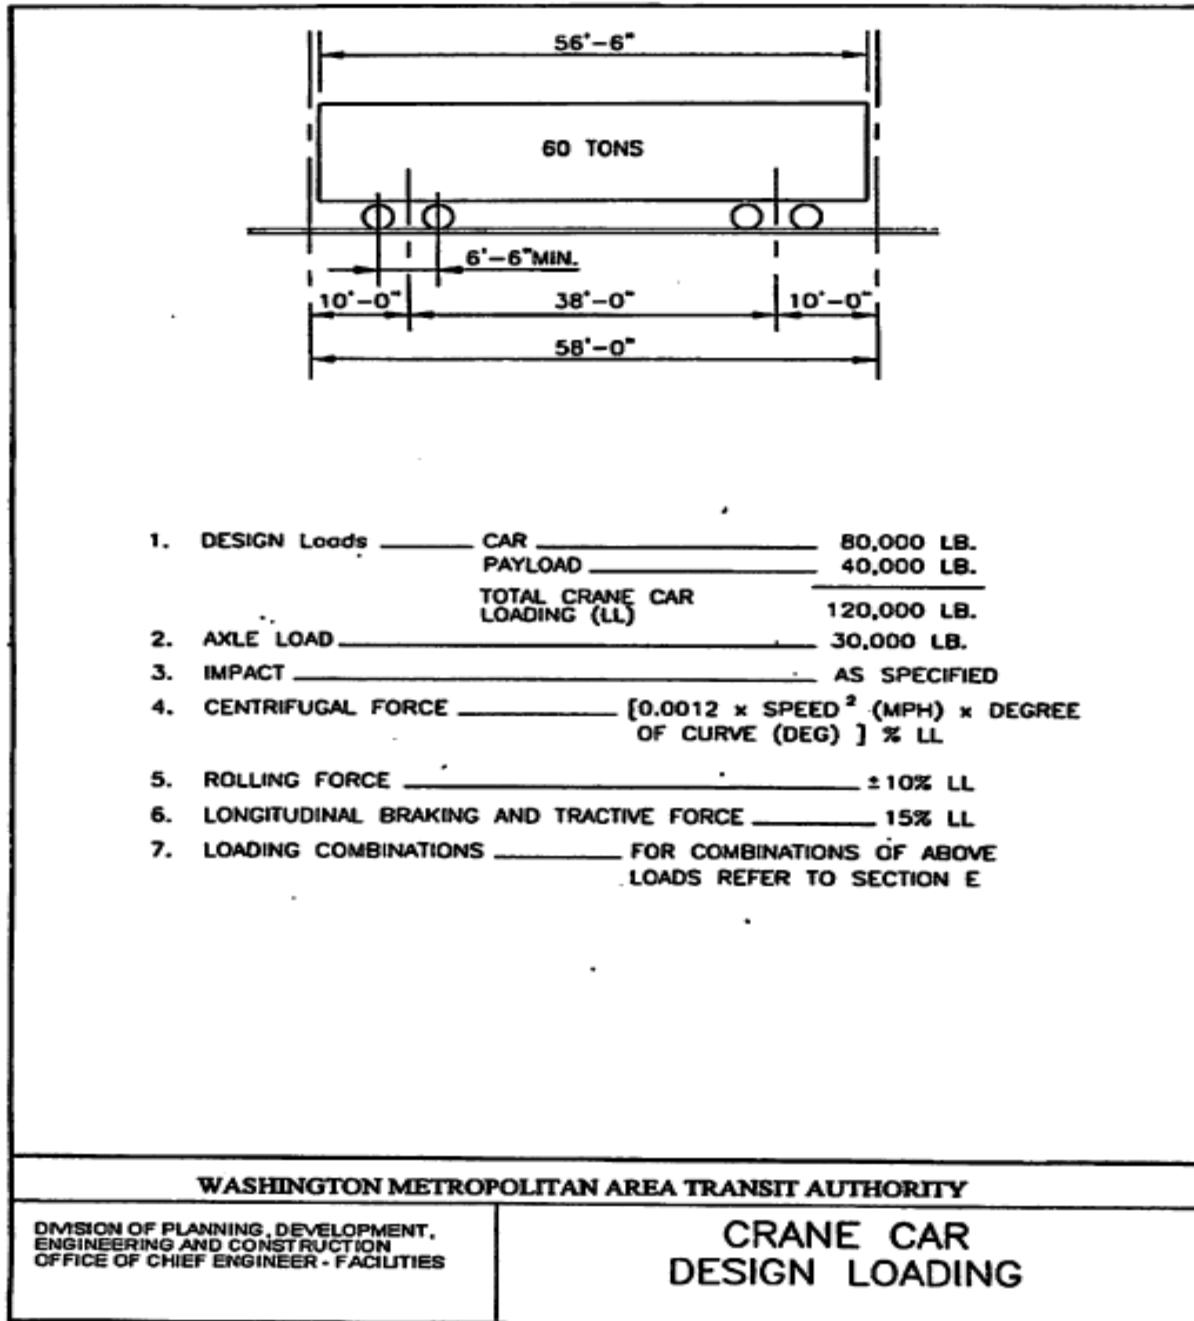 56'-6"
60 TONS
6'-6"MIN.
10'-0" 38'-0" 10'-0"
58'-0"
1. DESIGN Loads CAR 80,000 LB.
PAYLOAD 40,000 LB.
TOTAL CRANE CAR
LOADING (LL) 120,000 LB.
2. AXLE LOAD 30,000 LB.
3. IMPACT AS SPECIFIED
4. CENTRIFUGAL FORCE [0.0012 x SPEED² (MPH) x DEGREE
OF CURVE (DEG) ] % LL
5. ROLLING FORCE ±10% LL
6. LONGITUDINAL BRAKING AND TRACTIVE FORCE 15% LL
7. LOADING COMBINATIONS FOR COMBINATIONS OF ABOVE
LOADS REFER TO SECTION E
WASHINGTON METROPOLITAN AREA TRANSIT AUTHORITY
DIVISION OF PLANNING, DEVELOPMENT,
ENGINEERING AND CONSTRUCTION
OFFICE OF CHIEF ENGINEER - FACILITIES
CRANE CAR
DESIGN LOADING